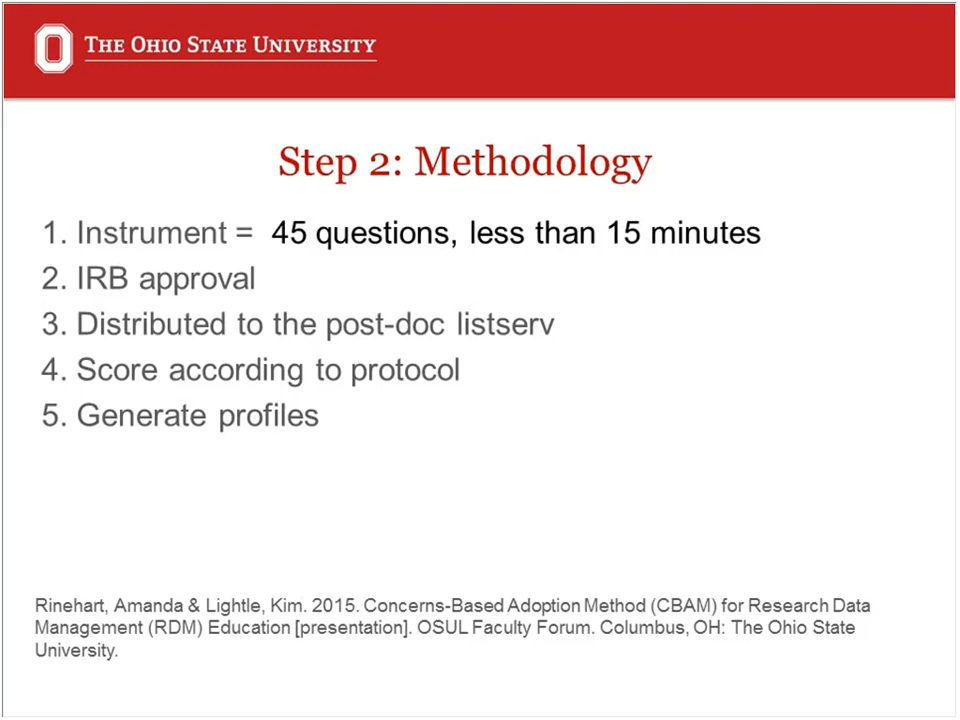 THE OHIO STATE UNIVERSITY
Step 2: Methodology
1. Instrument = 45 questions, less than 15 minutes
2. IRB approval
3. Distributed to the post-doc listserv
4. Score according to protocol
5. Generate profiles
Rinehart, Amanda & Lightle, Kim. 2015. Concerns-Based Adoption Method (CBAM) for Research Data
Management (RDM) Education [presentation]. OSUL Faculty Forum. Columbus, OH: The Ohio State
University.